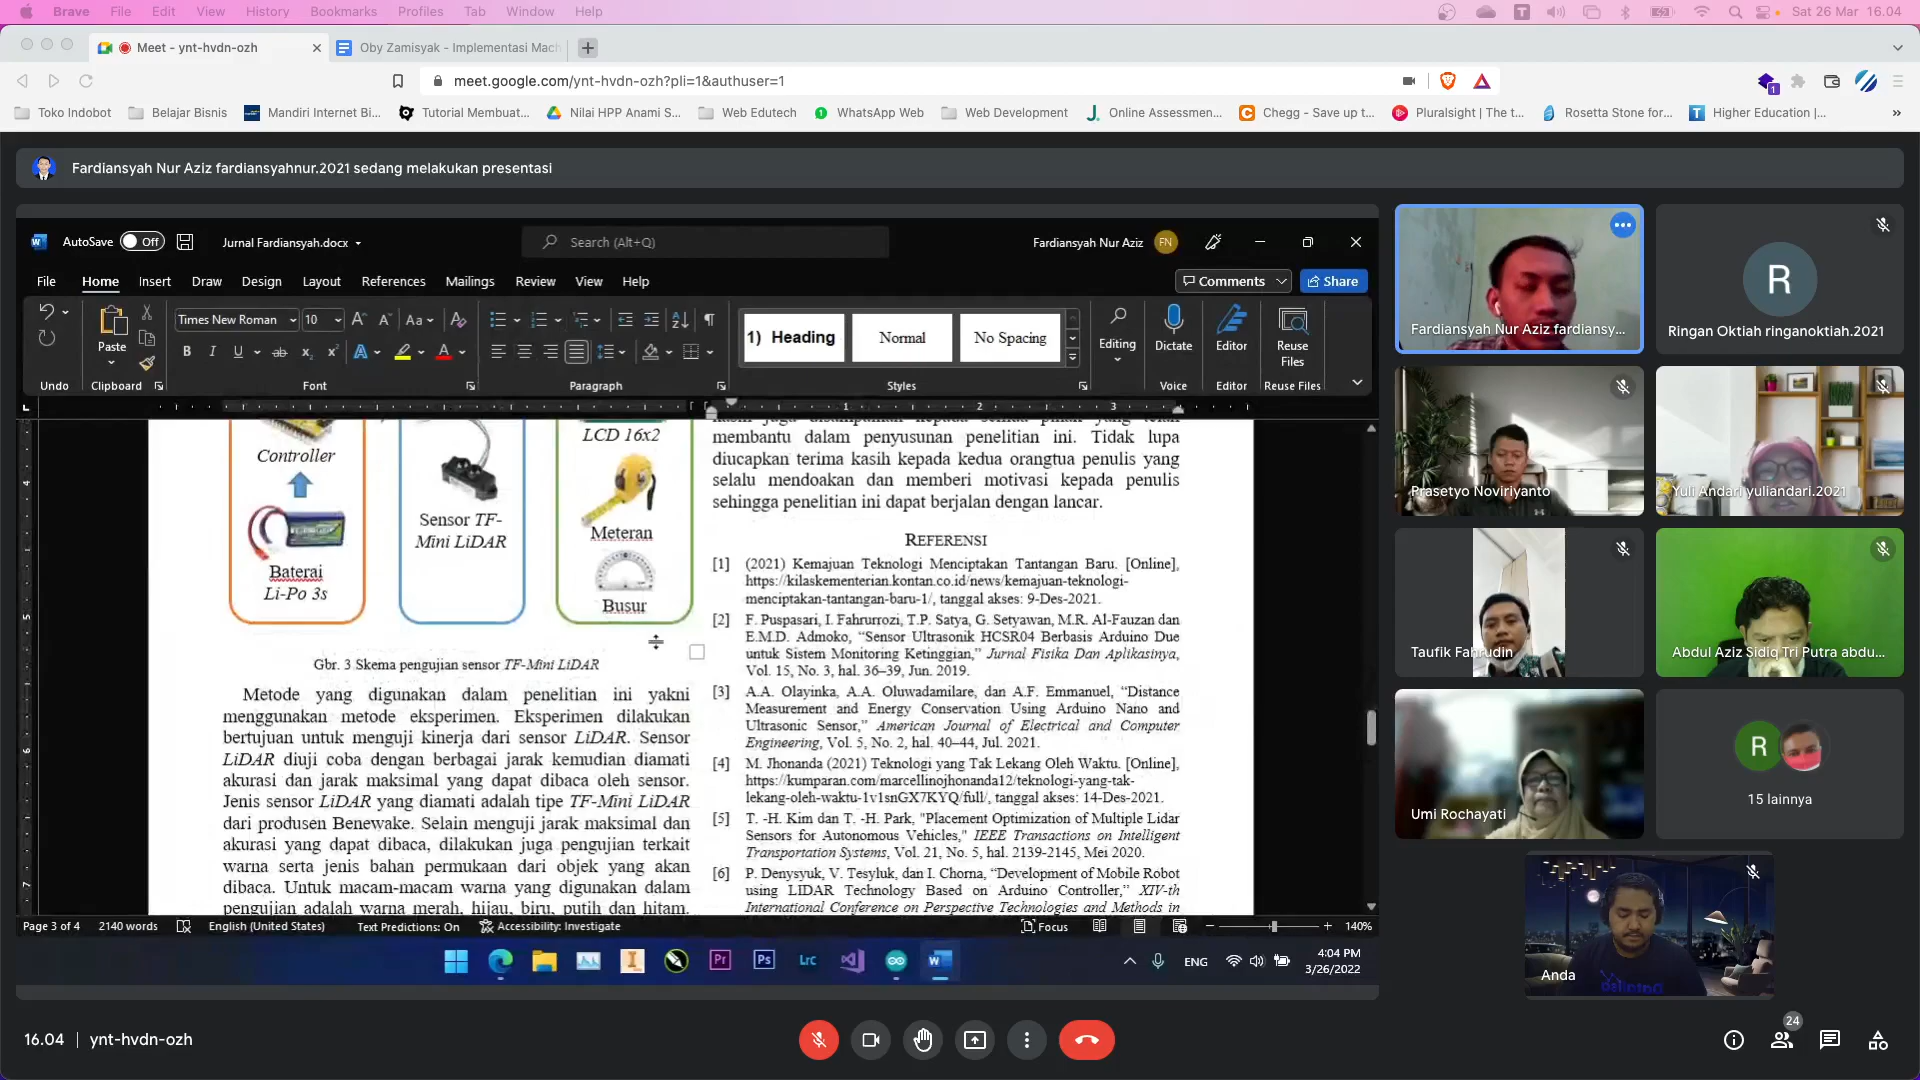 Brave File Edit View History Bookmarks Profiles Tab Window Help Sat 26 Mar 16.04
Meet - ynt-hvdn-ozh
Oby Zamisyak - Implementasi Mach
meet.google.com/ynt-hvdn-ozh?pli=1&authuser=1
1
Toko Indobot Belajar Bisnis Mandiri Internet Bi... Tutorial Membuat... Nilai HPP Anami S... Web Edutech WhatsApp Web Web Development Online Assessmen... Chegg - Save up t... Pluralsight | The t... Rosetta Stone for... Higher Education |... »
Fardiansyah Nur Aziz fardiansyahnur.2021 sedang melakukan presentasi
AutoSave Off Jurnal Fardiansyah.docx Search (Alt+Q) Fardiansyah Nur Aziz FN
File Home Insert Draw Design Layout References Mailings Review View Help Comments Share
Times New Roman 10
Paste
1) Heading Normal No Spacing
Editing Dictate Editor Reuse Files
Undo Clipboard Font Paragraph Styles Voice Editor Reuse Files
1 2 3
4
5
6
7
Controller
Baterai
Li-Po 3s
Sensor TF-
Mini LiDAR
LCD 16x2
Meteran
Busur
Gbr. 3 Skema pengujian sensor TF-Mini LiDAR
Metode yang digunakan dalam penelitian ini yakni
menggunakan metode eksperimen. Eksperimen dilakukan
bertujuan untuk menguji kinerja dari sensor LiDAR. Sensor
LiDAR diuji coba dengan berbagai jarak kemudian diamati
akurasi dan jarak maksimal yang dapat dibaca oleh sensor.
Jenis sensor LiDAR yang diamati adalah tipe TF-Mini LiDAR
dari produsen Benewake. Selain menguji jarak maksimal dan
akurasi yang dapat dibaca, dilakukan juga pengujian terkait
warna serta jenis bahan permukaan dari objek yang akan
dibaca. Untuk macam-macam warna yang digunakan dalam
pengujian adalah warna merah, hijau, biru, putih dan hitam.
kasih juga disampaikan kepada semua pihak yang telah
membantu dalam penyusunan penelitian ini. Tidak lupa
diucapkan terima kasih kepada kedua orangtua penulis yang
selalu mendoakan dan memberi motivasi kepada penulis
sehingga penelitian ini dapat berjalan dengan lancar.
REFERENSI
[1] (2021) Kemajuan Teknologi Menciptakan Tantangan Baru. [Online],
https://kilaskementerian.kontan.co.id/news/kemajuan-teknologi-
menciptakan-tantangan-baru-1/, tanggal akses: 9-Des-2021.
[2] F. Puspasari, I. Fahrurrozi, T.P. Satya, G. Setyawan, M.R. Al-Fauzan dan
E.M.D. Admoko, “Sensor Ultrasonik HCSR04 Berbasis Arduino Due
untuk Sistem Monitoring Ketinggian,” Jurnal Fisika Dan Aplikasinya,
Vol. 15, No. 3, hal. 36–39, Jun. 2019.
[3] A.A. Olayinka, A.A. Oluwadamilare, dan A.F. Emmanuel, “Distance
Measurement and Energy Conservation Using Arduino Nano and
Ultrasonic Sensor,” American Journal of Electrical and Computer
Engineering, Vol. 5, No. 2, hal. 40–44, Jul. 2021.
[4] M. Jhonanda (2021) Teknologi yang Tak Lekang Oleh Waktu. [Online],
https://kumparan.com/marcellinojhonanda12/teknologi-yang-tak-
lekang-oleh-waktu-1v1snGX7KYQ/full/, tanggal akses: 14-Des-2021.
[5] T. -H. Kim dan T. -H. Park, "Placement Optimization of Multiple Lidar
Sensors for Autonomous Vehicles," IEEE Transactions on Intelligent
Transportation Systems, Vol. 21, No. 5, hal. 2139-2145, Mei 2020.
[6] P. Denysyuk, V. Tesyluk, dan I. Chorna, “Development of Mobile Robot
using LIDAR Technology Based on Arduino Controller,” XIV-th
International Conference on Perspective Technologies and Methods in
Page 3 of 4 2140 words English (United States) Text Predictions: On Accessibility: Investigate Focus 140%
ENG 4:04 PM
3/26/2022
Fardiansyah Nur Aziz fardiansy...
R
Ringan Oktiah ringanoktiah.2021
Prasetyo Noviriyanto
Yuli Andari yuliandari.2021
Taufik Fahrudin
Abdul Aziz Sidiq Tri Putra abdu...
Umi Rochayati
R
15 lainnya
Anda
16.04 | ynt-hvdn-ozh
24